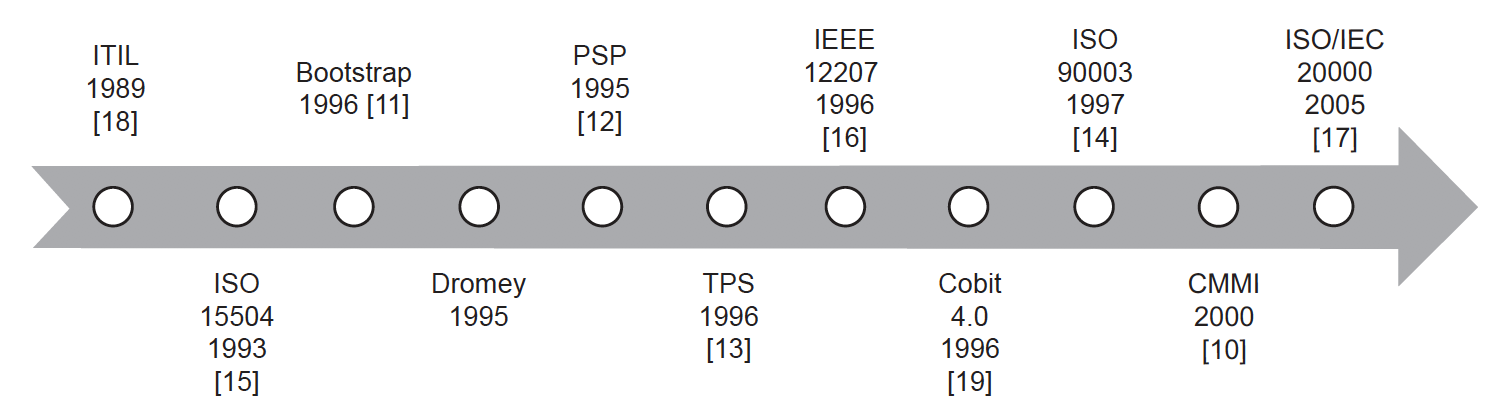 ITIL
1989
[18]
ISO
15504
1993
[15]
Bootstrap
1996 [11]
Dromey
1995
PSP
1995
[12]
TPS
1996
[13]
IEEE
12207
1996
[16]
Cobit
4.0
1996
[19]
ISO
90003
1997
[14]
CMMI
2000
[10]
ISO/IEC
20000
2005
[17]